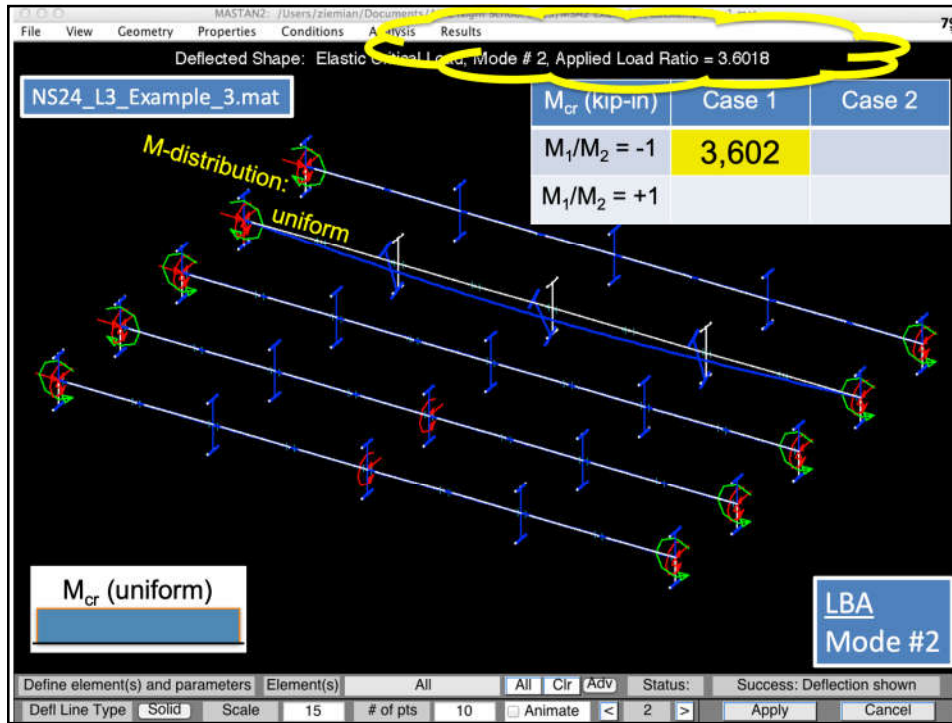 MASTAN2: /Users/ziemian/Documents/
79
File View Geometry Properties Conditions Analysis Results
Deflected Shape: Elastic Critical Load, Mode # 2, Applied Load Ratio = 3.6018
NS24_L3_Example_3.mat
Mcr (kip-in) Case 1 Case 2
M1/M2 = -1 3,602
M1/M2 = +1
M-distribution:
uniform
Mcr (uniform)
LBA
Mode #2
Define element(s) and parameters Element(s) All All Clr Adv Status: Success: Deflection shown
Defl Line Type Solid Scale 15 # of pts 10 Animate < 2 > Apply Cancel